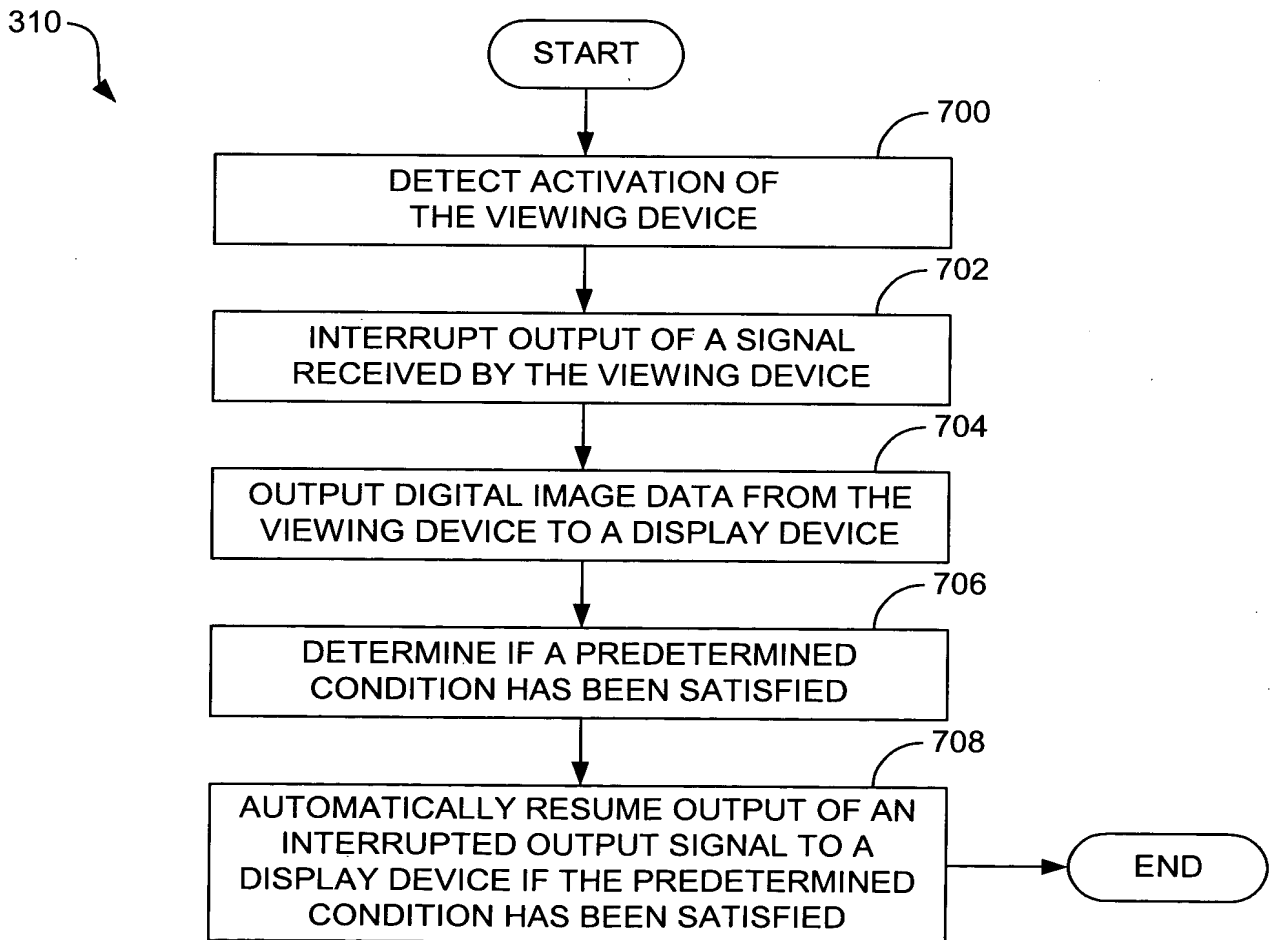 310
START
700
DETECT ACTIVATION OF
THE VIEWING DEVICE
702
INTERRUPT OUTPUT OF A SIGNAL
RECEIVED BY THE VIEWING DEVICE
704
OUTPUT DIGITAL IMAGE DATA FROM THE
VIEWING DEVICE TO A DISPLAY DEVICE
706
DETERMINE IF A PREDETERMINED
CONDITION HAS BEEN SATISFIED
708
AUTOMATICALLY RESUME OUTPUT OF AN
INTERRUPTED OUTPUT SIGNAL TO A
DISPLAY DEVICE IF THE PREDETERMINED
CONDITION HAS BEEN SATISFIED
END